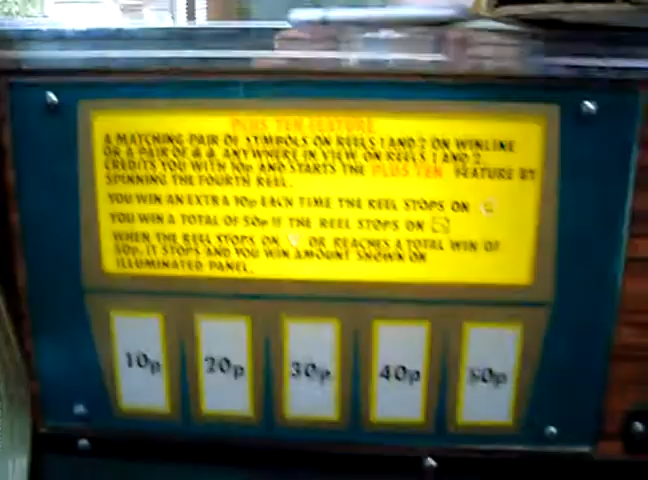 PLUS TEN FEATURE
A MATCHING PAIR OF SYMBOLS ON REELS 1 AND 2 ON WINLINE
OR A PAIR OF & & ANYWHERE IN VIEW ON REELS 1 AND 2.
CREDITS YOU WITH 10p AND STARTS THE PLUS TEN FEATURE BY
SPINNING THE FOURTH REEL.
YOU WIN AN EXTRA 10p EACH TIME THE REEL STOPS ON
YOU WIN A TOTAL OF 50p IF THE REEL STOPS ON
WHEN THE REEL STOPS ON OR REACHES A TOTAL WIN OF
50p, IT STOPS AND YOU WIN AMOUNT SHOWN ON
ILLUMINATED PANEL.
10p 20p 30p 40p 50p